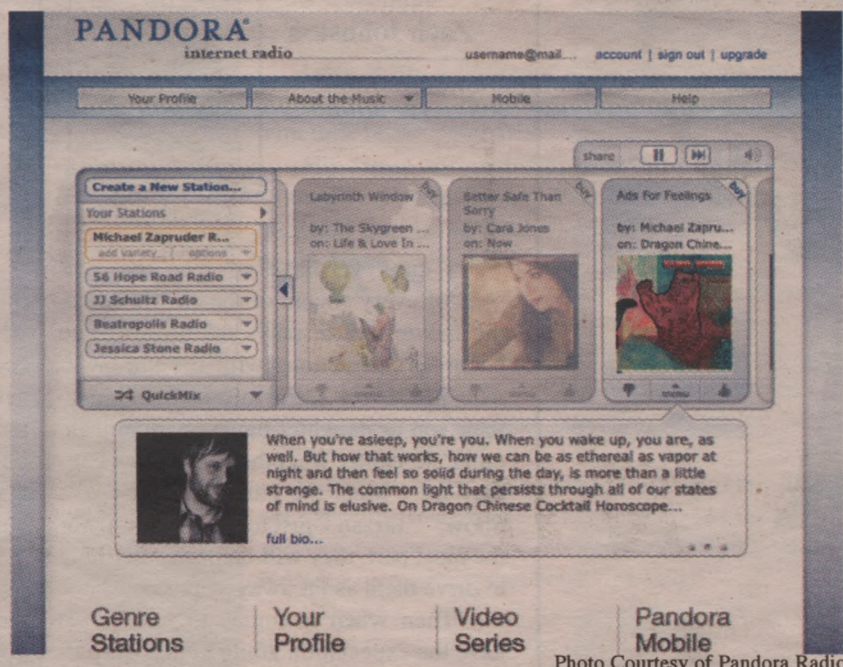 PANDORA®
internet radio
username@mail.... account | sign out | upgrade
Your Profile About the Music Mobile Help
share
Create a New Station...
Your Stations
Michael Zapruder R...
add variety... | options
56 Hope Road Radio
JJ Schultz Radio
Beatropolis Radio
Jessica Stone Radio
QuickMix
Labyrinth Window
buy
by: The Skygreen ...
on: Life & Love In ...
menu
Better Safe Than
Sorry
buy
by: Cara Jones
on: Now
menu
Ads For Feelings
buy
by: Michael Zapru...
on: Dragon Chine...
menu
When you're asleep, you're you. When you wake up, you are, as
well. But how that works, how we can be as ethereal as vapor at
night and then feel so solid during the day, is more than a little
strange. The common light that persists through all of our states
of mind is elusive. On Dragon Chinese Cocktail Horoscope...
full bio...
Genre
Stations
Your
Profile
Video
Series
Pandora
Mobile
Photo Courtesy of Pandora Radio